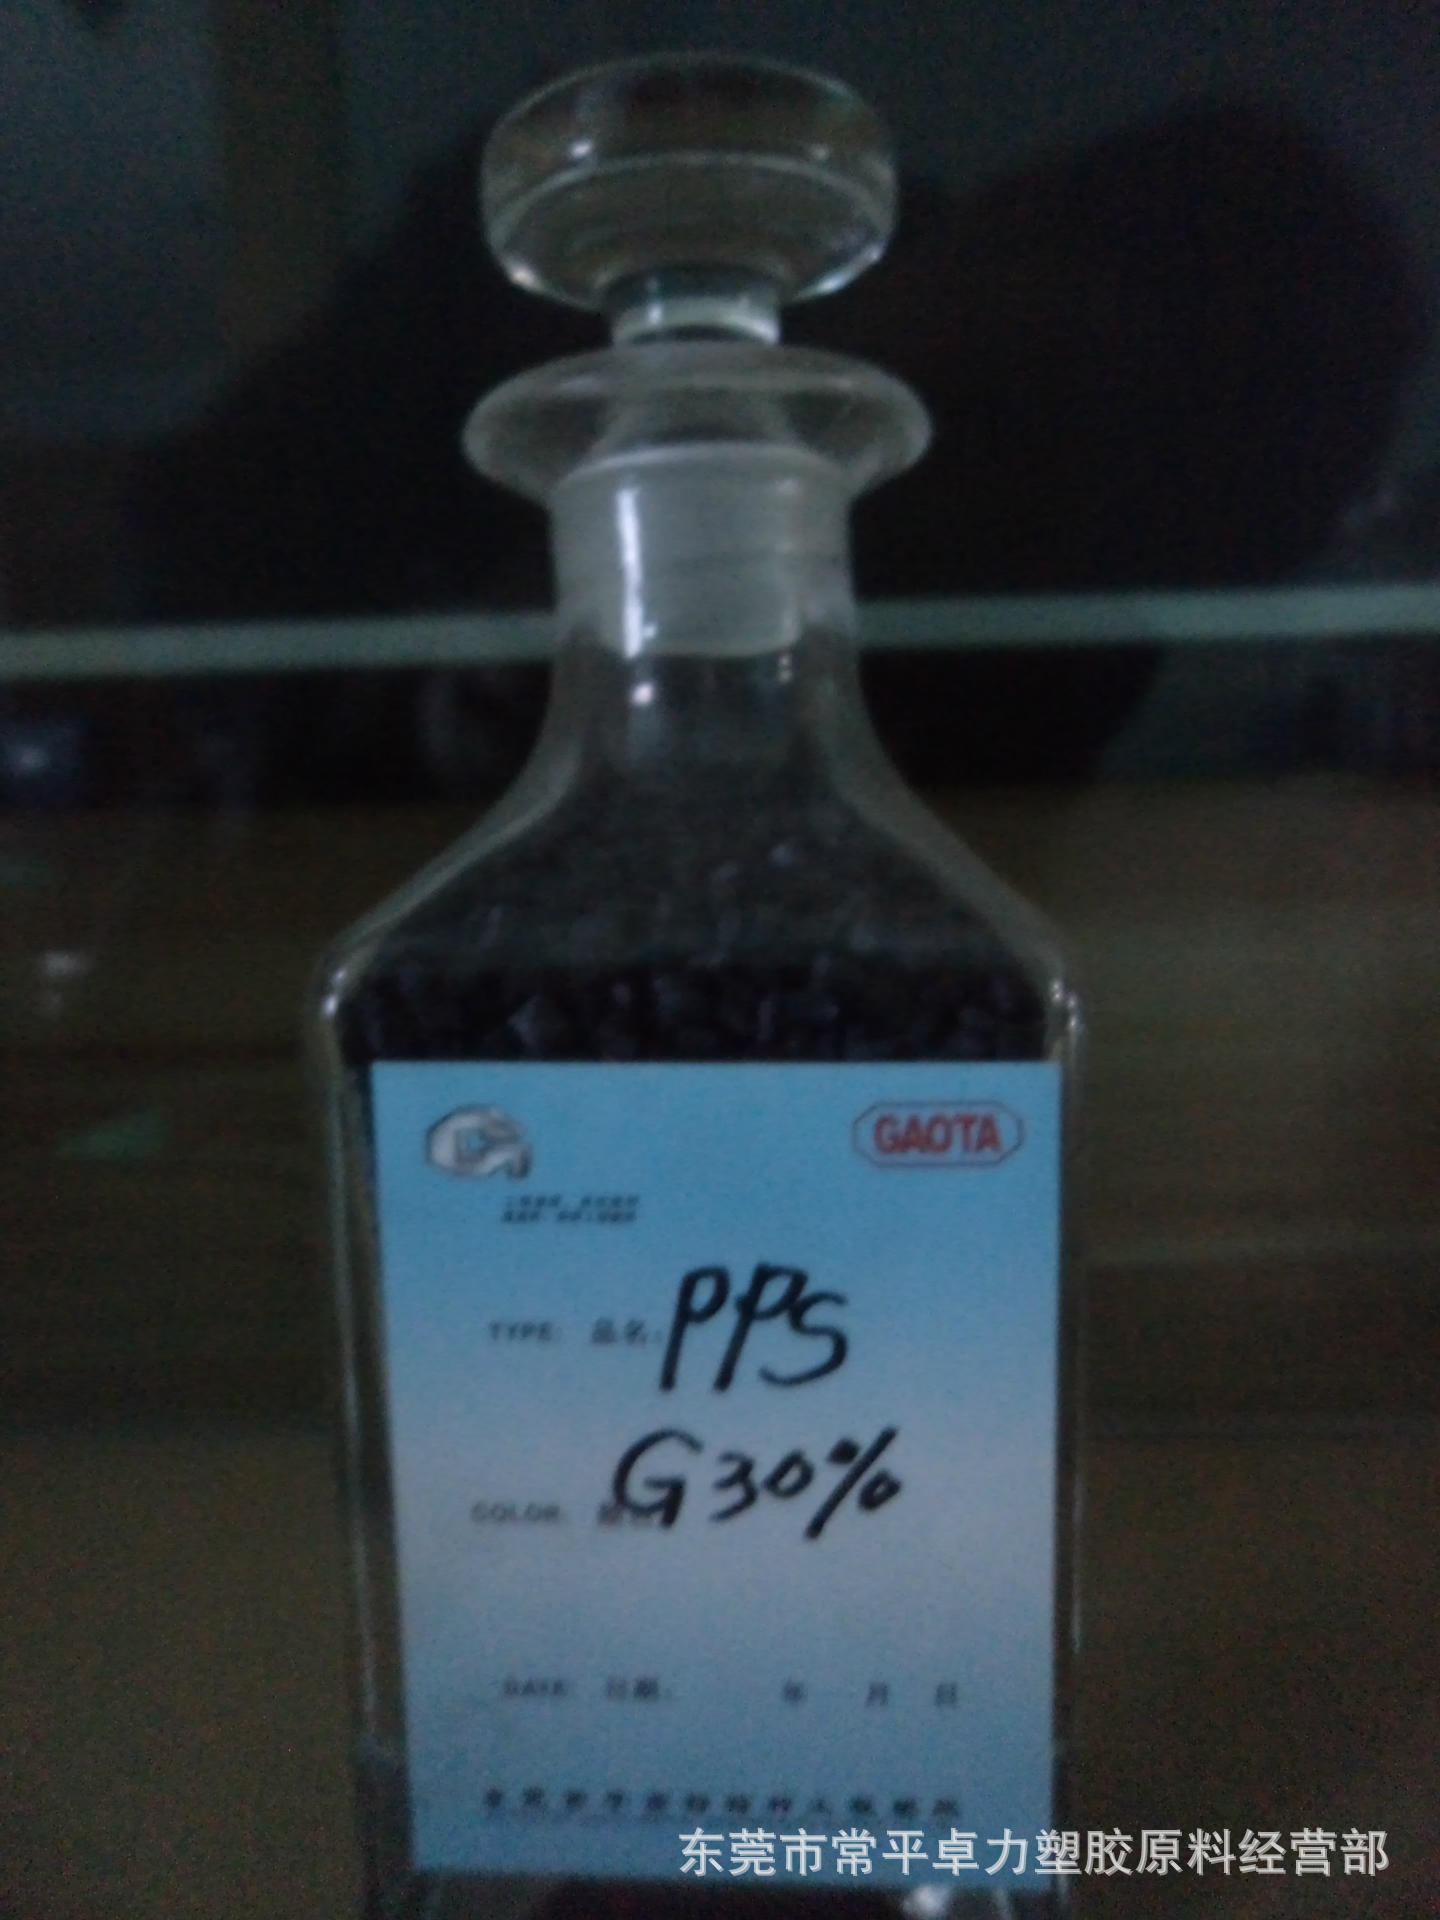 GAOTA
TYPE: 品名: PPS
G30%
COLOR:
DATE 日期: 年 月 日
东莞市常平卓力塑胶原料经营部